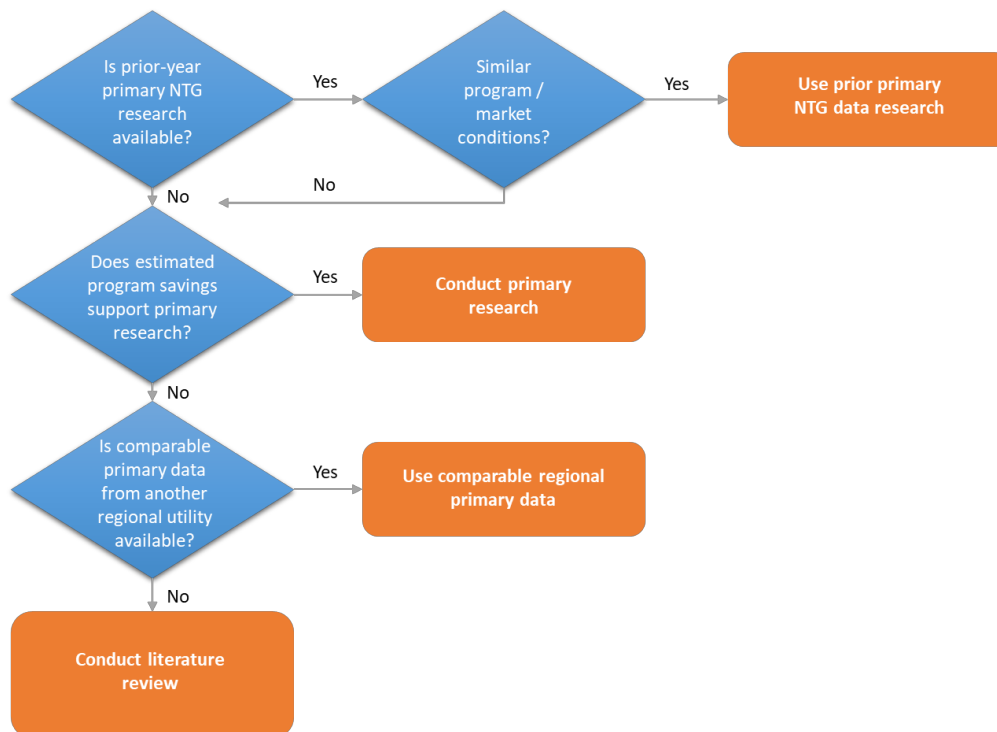 Is prior-year
primary NTG
research
available?
Yes
Similar
program /
market
conditions?
Yes
Use prior primary
NTG data research
No
No
Does estimated
program savings
support primary
research?
Yes
Conduct primary
research
No
Is comparable
primary data
from another
regional utility
available?
Yes
Use comparable regional
primary data
No
Conduct literature
review